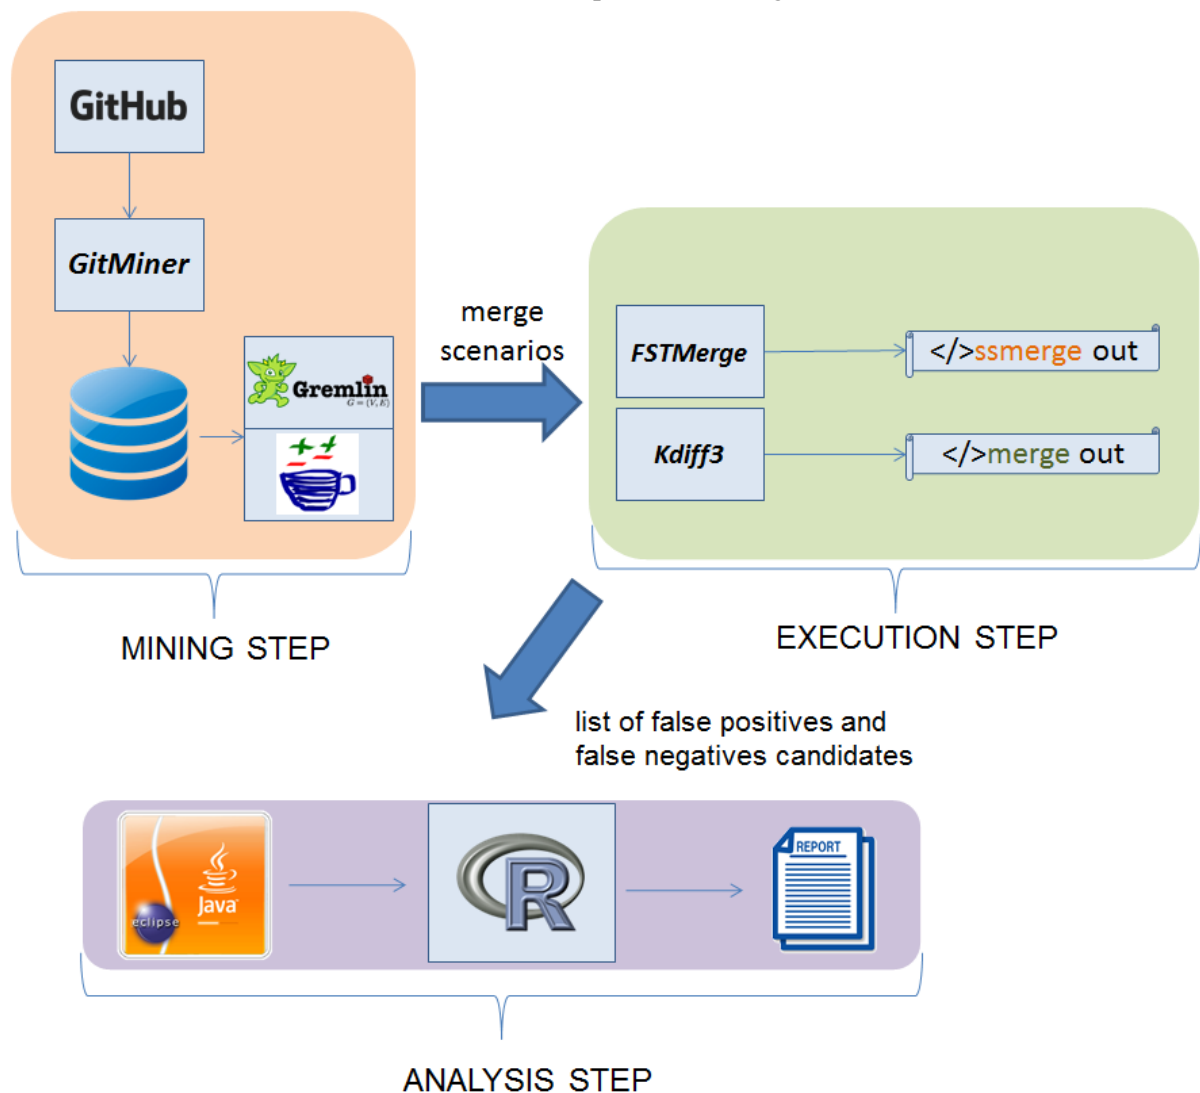 GitHub
GitMiner
Gremlin
G = (V, E)
merge
scenarios
FSTMerge
</>ssmerge out
Kdiff3
</>merge out
MINING STEP
EXECUTION STEP
list of false positives and
false negatives candidates
eclipse
Java
R
REPORT
ANALYSIS STEP